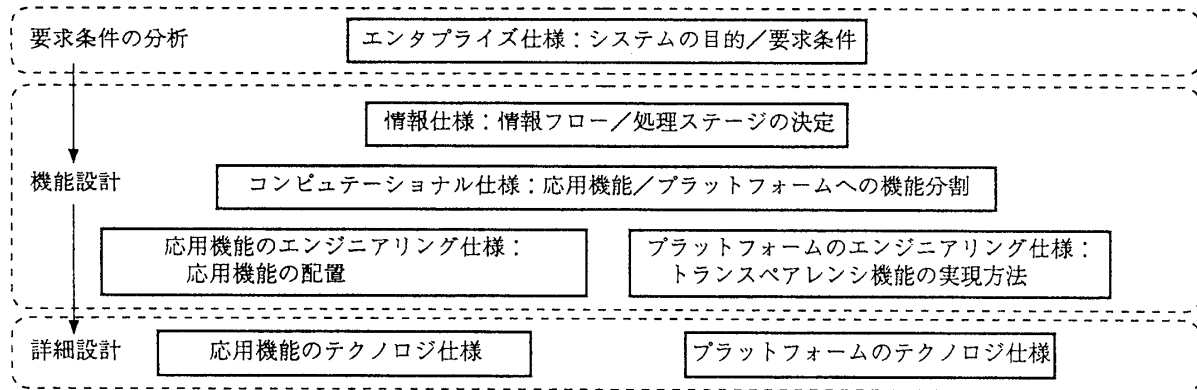 要求条件の分析
エンタプライズ仕様：システムの目的／要求条件
情報仕様：情報フロー／処理ステージの決定
機能設計
コンピュテーショナル仕様：応用機能／プラットフォームへの機能分割
応用機能のエンジニアリング仕様：
応用機能の配置
プラットフォームのエンジニアリング仕様：
トランスペアレンシ機能の実現方法
詳細設計
応用機能のテクノロジ仕様
プラットフォームのテクノロジ仕様